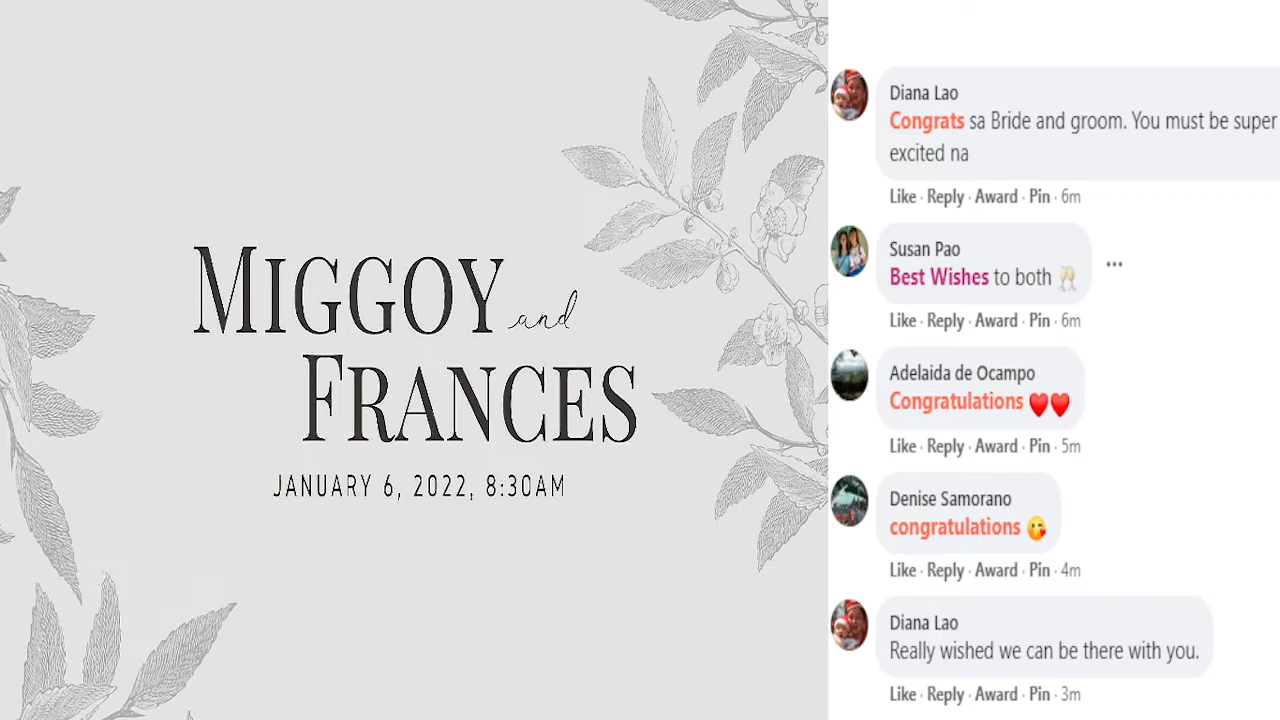 MIGGOY and
FRANCES
JANUARY 6, 2022, 8:30AM
Diana Lao
Congrats sa Bride and groom. You must be super
excited na
Like · Reply · Award · Pin · 6m
Susan Pao
Best Wishes to both 🥂
Like · Reply · Award · Pin · 6m
Adelaida de Ocampo
Congratulations ❤️❤️
Like · Reply · Award · Pin · 5m
Denise Samorano
congratulations 😘
Like · Reply · Award · Pin · 4m
Diana Lao
Really wished we can be there with you.
Like · Reply · Award · Pin · 3m